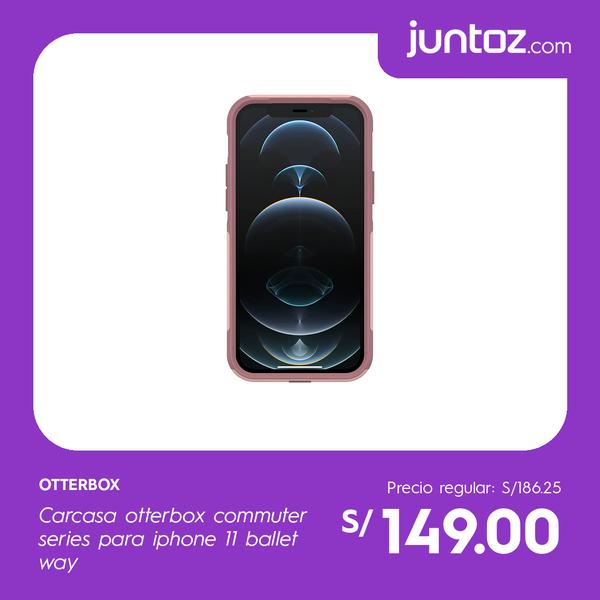 juntoz.com
OTTERBOX
Carcasa otterbox commuter
series para iphone 11 ballet
way
Precio regular: S/186.25
S/149.00